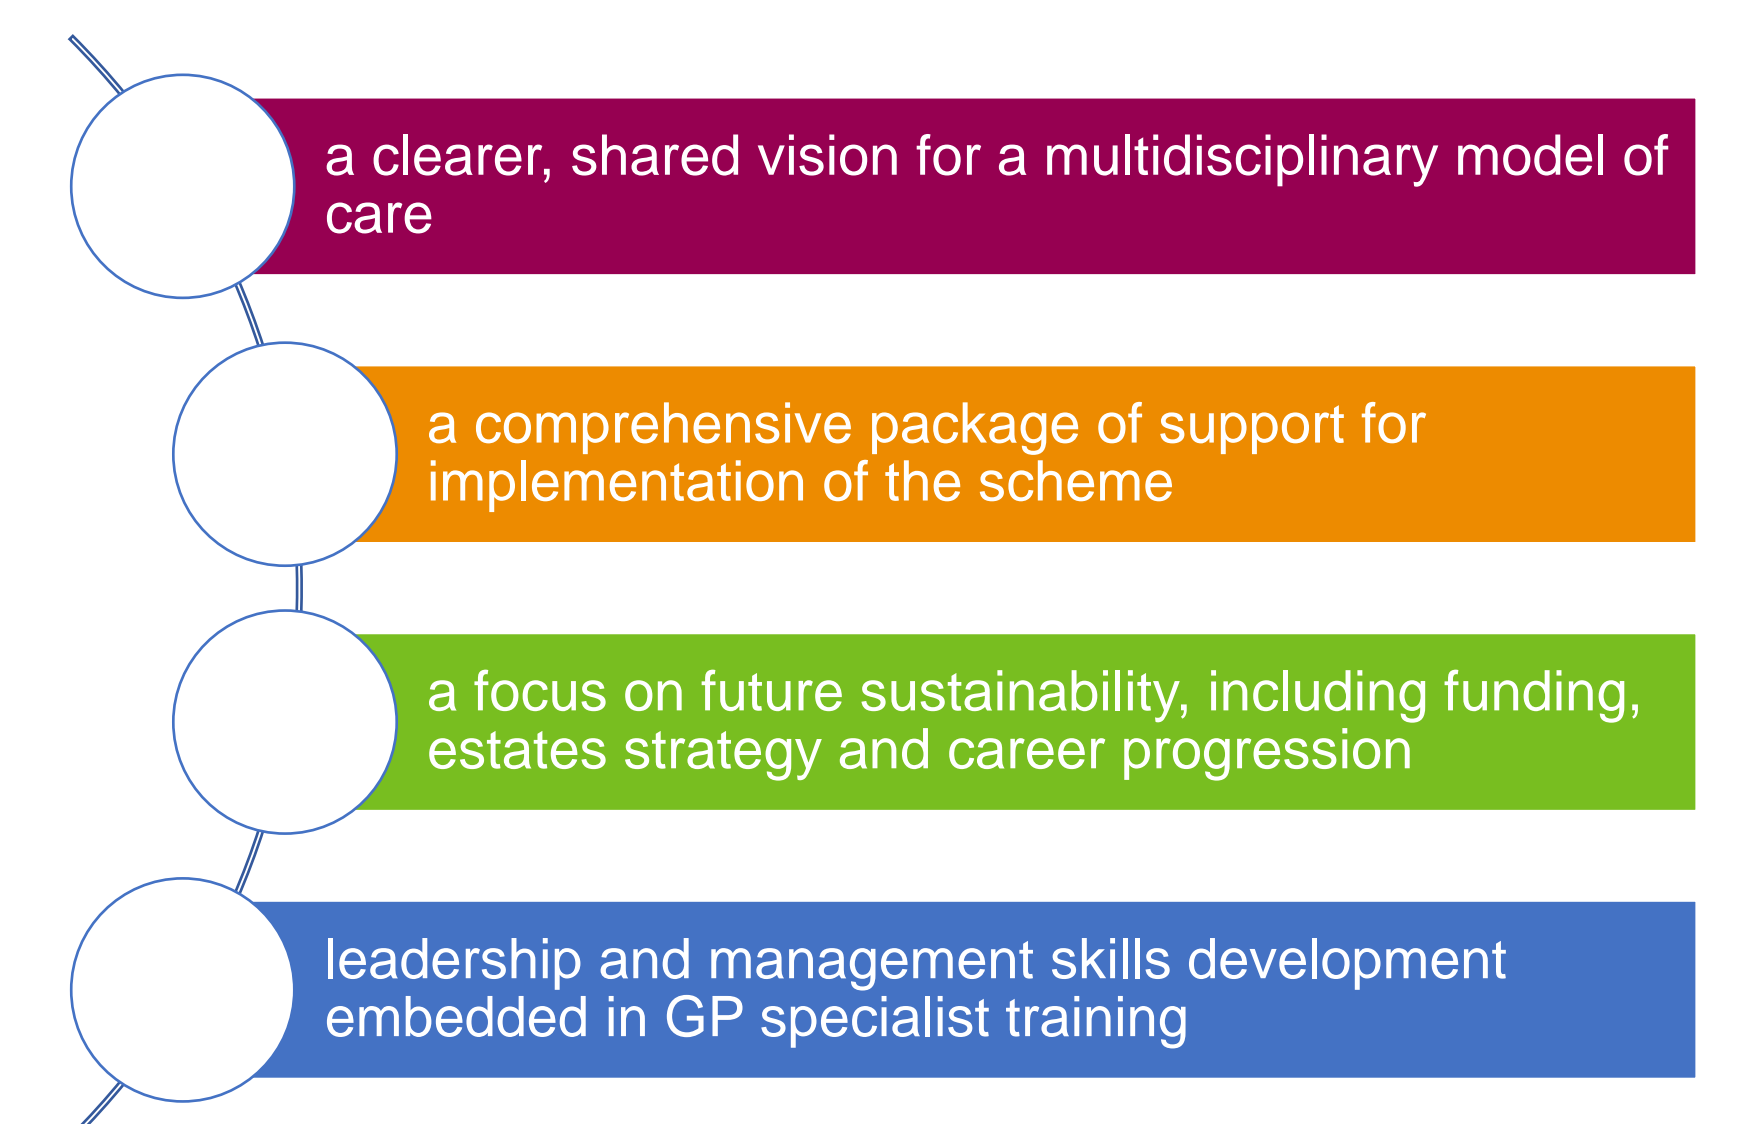 a clearer, shared vision for a multidisciplinary model of
care
a comprehensive package of support for
implementation of the scheme
a focus on future sustainability, including funding,
estates strategy and career progression
leadership and management skills development
embedded in GP specialist training